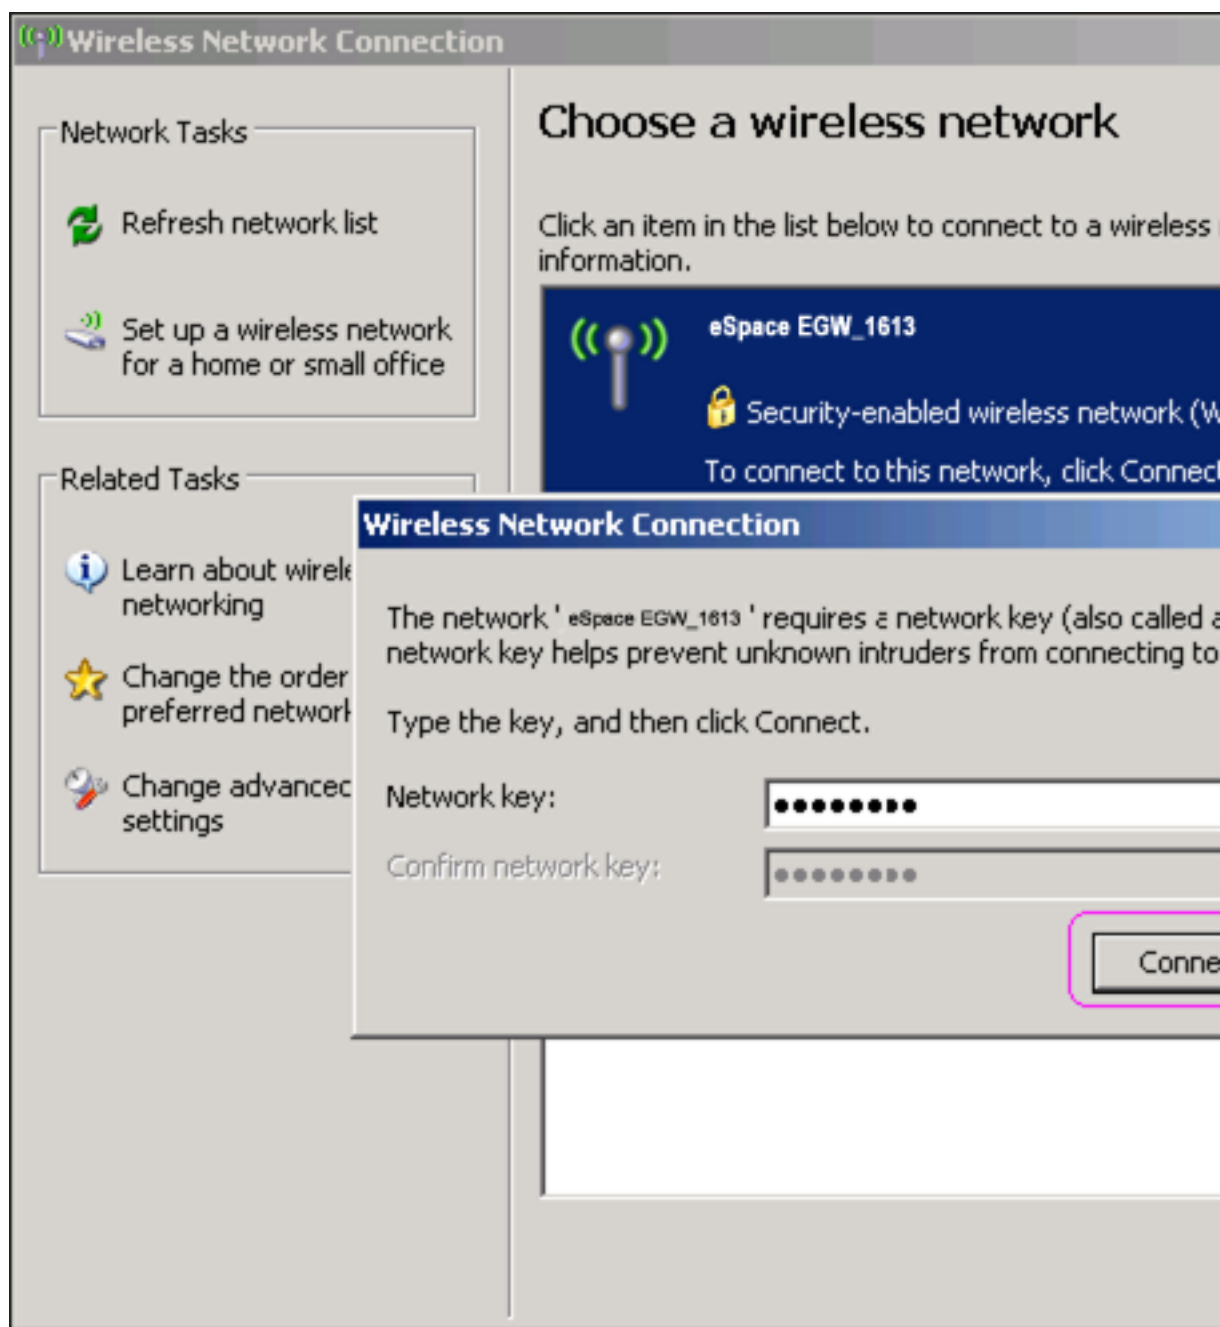 Wireless Network Connection
Network Tasks
Refresh network list
Set up a wireless network
for a home or small office
Related Tasks
Learn about wirele
networking
Change the order
preferred network
Change advanced
settings
Choose a wireless network
Click an item in the list below to connect to a wireless
information.
eSpace EGW_1613
Security-enabled wireless network (W
To connect to this network, click Connect
Wireless Network Connection
The network ' eSpace EGW_1613 ' requires a network key (also called a
network key helps prevent unknown intruders from connecting to
Type the key, and then click Connect.
Network key:
Confirm network key:
Conne